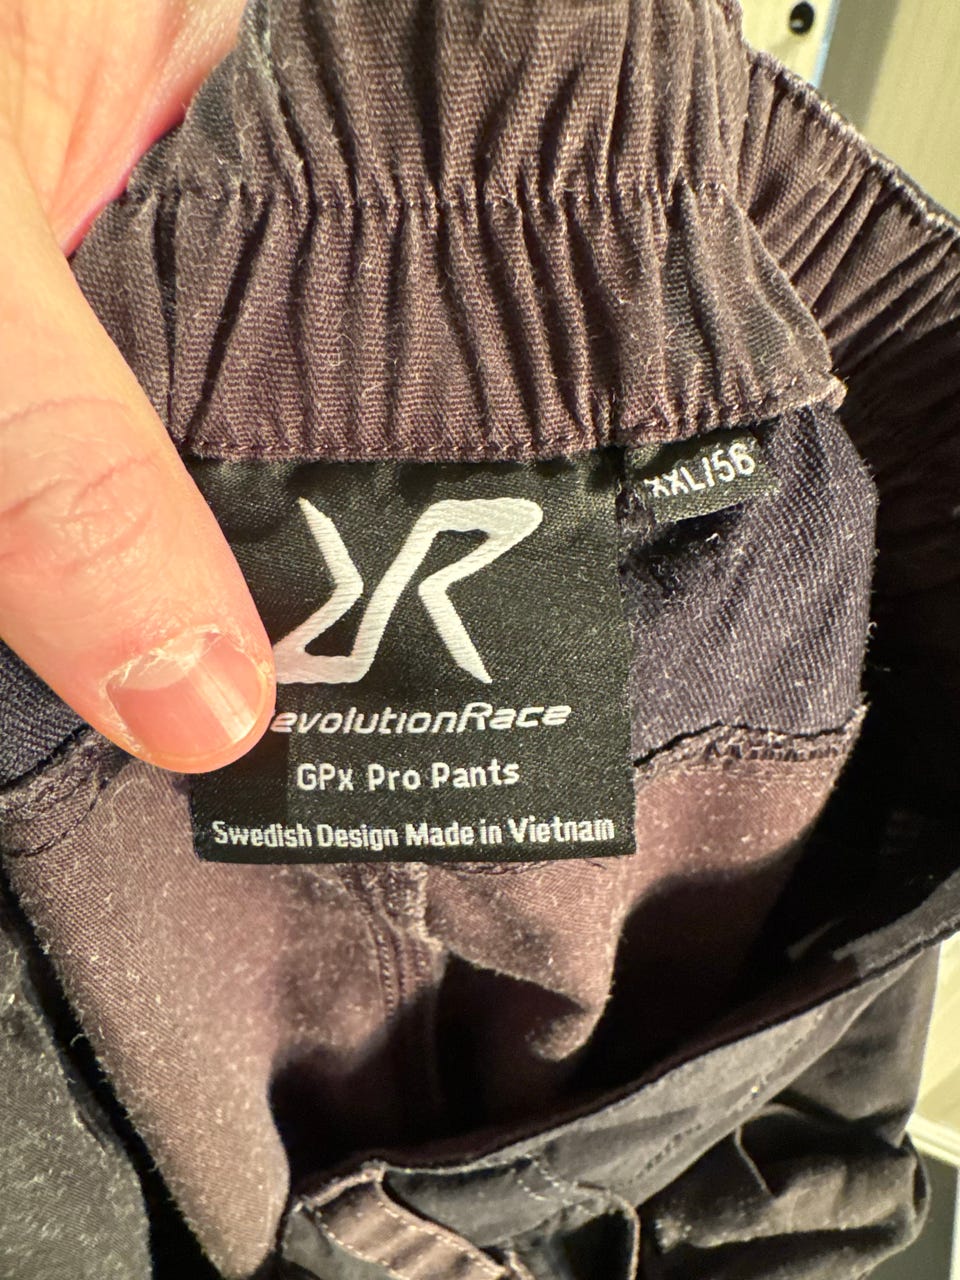 XXL/56
evolutionRace
GPx Pro Pants
Swedish Design Made in Vietnam